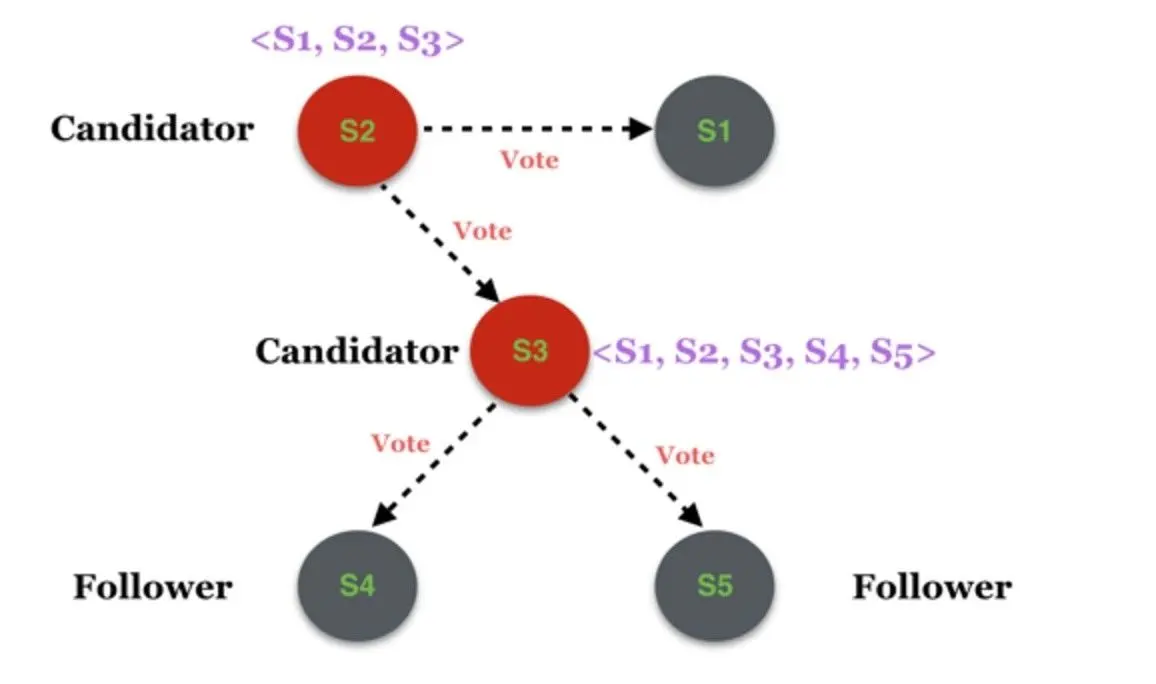 <S1, S2, S3>
Candidator
S2
Vote
S1
Vote
Candidator
S3
<S1, S2, S3, S4, S5>
Vote
Vote
Follower
S4
S5
Follower